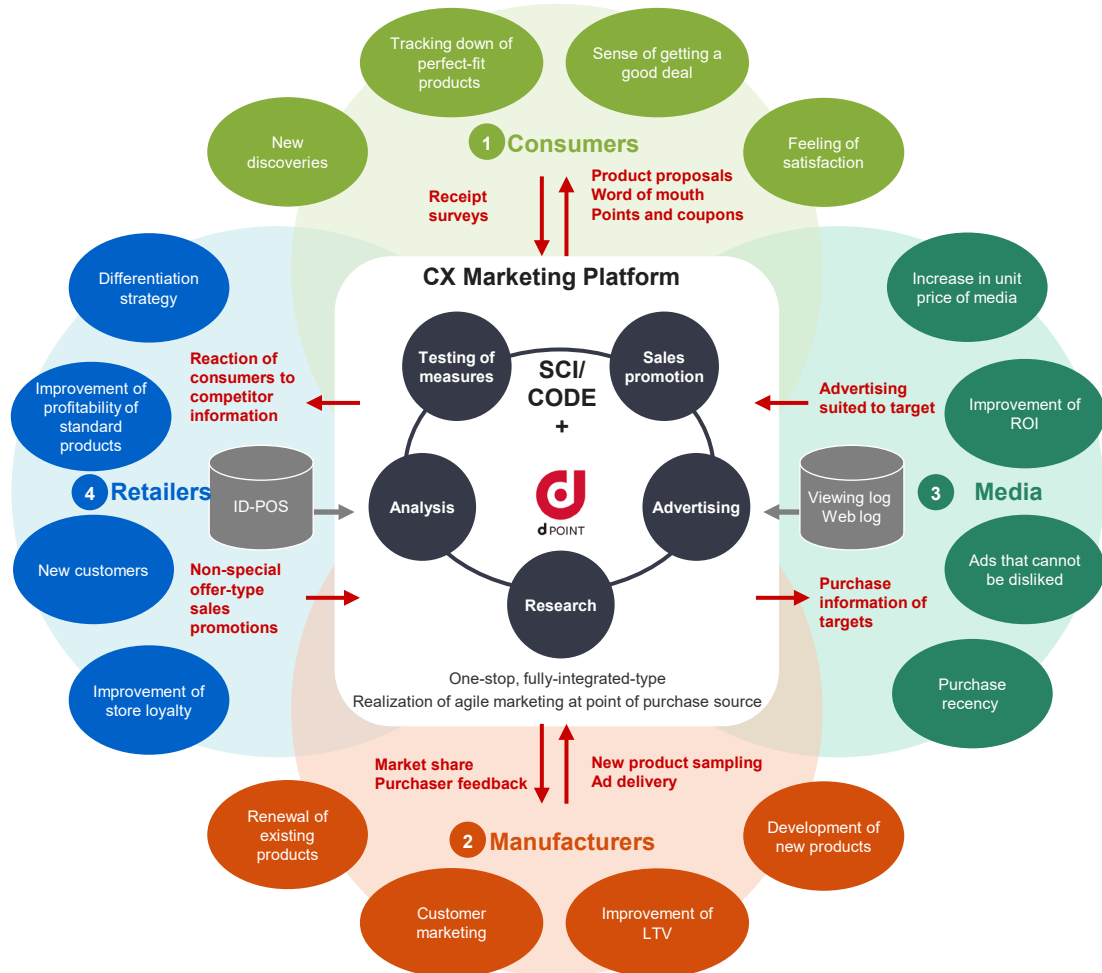 Tracking down of
perfect-fit
products
Sense of getting a
good deal
New
discoveries
Feeling of
satisfaction
1 Consumers
Receipt
surveys
Product proposals
Word of mouth
Points and coupons
Differentiation
strategy
Improvement of
profitability of
standard
products
New customers
Improvement of
store loyalty
4 Retailers
Reaction of
consumers to
competitor
information
ID-POS
Non-special
offer-type
sales
promotions
CX Marketing Platform
Testing of
measures
SCI/
CODE
+
Sales
promotion
Analysis
d
d POINT
Advertising
Research
One-stop, fully-integrated-type
Realization of agile marketing at point of purchase source
Increase in unit
price of media
Advertising
suited to target
Improvement of
ROI
Viewing log
Web log
3 Media
Ads that cannot
be disliked
Purchase
information of
targets
Purchase
recency
Market share
Purchaser feedback
New product sampling
Ad delivery
2 Manufacturers
Renewal of
existing
products
Customer
marketing
Improvement of
LTV
Development of
new products